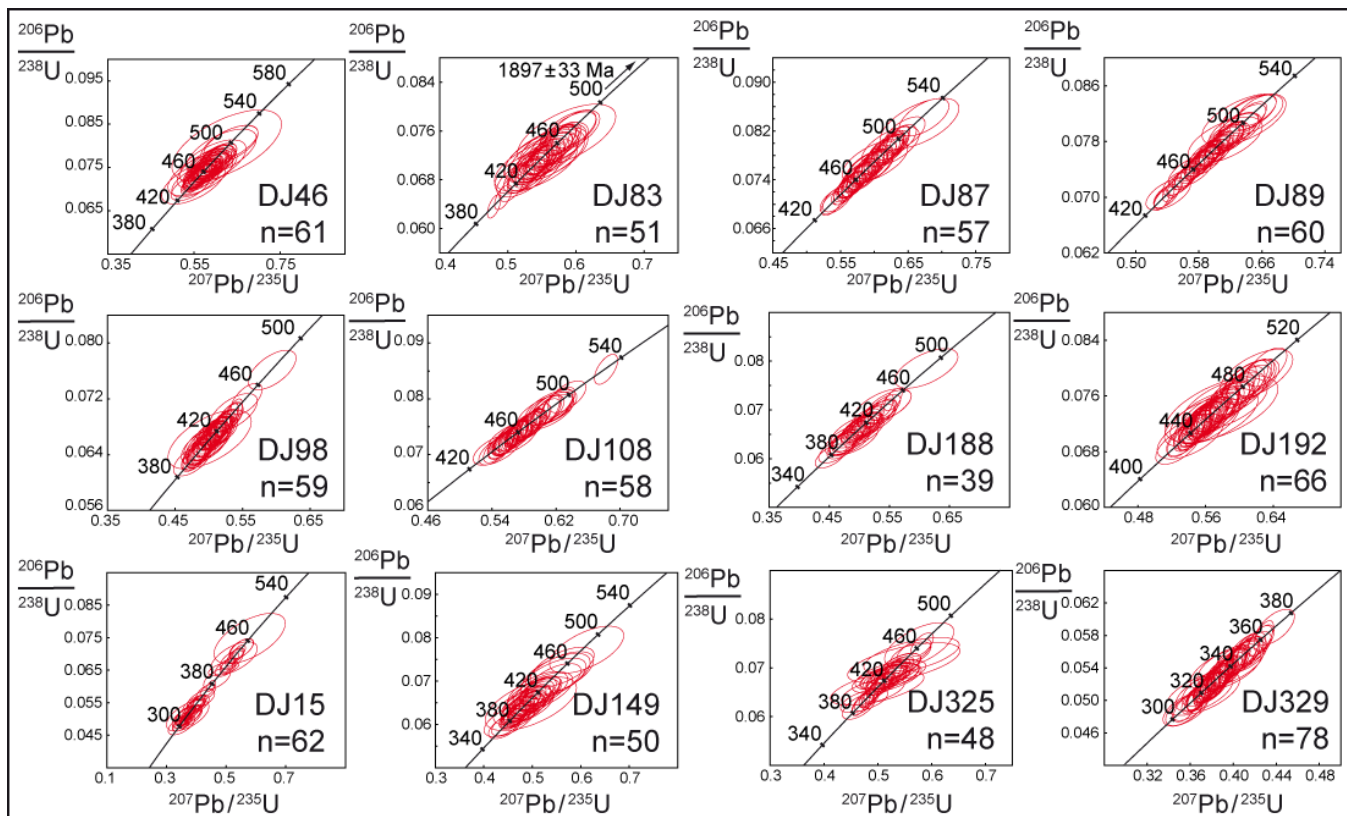 206Pb
238U
0.095
0.085
0.075
0.065
580
540
500
460
420
380
DJ46
n=61
0.35
0.55
0.75
207Pb/235U
206Pb
238U
0.084
0.076
0.068
0.060
1897±33 Ma
500
460
420
380
DJ83
n=51
0.4
0.5
0.6
0.7
207Pb/235U
206Pb
238U
0.090
0.082
0.074
0.066
540
500
460
420
DJ87
n=57
0.45
0.55
0.65
0.75
207Pb/235U
206Pb
238U
0.086
0.078
0.070
0.062
540
500
460
420
DJ89
n=60
0.50
0.58
0.66
0.74
207Pb/235U
206Pb
238U
0.080
0.072
0.064
0.056
500
460
420
380
DJ98
n=59
0.35
0.45
0.55
0.65
207Pb/235U
206Pb
238U
0.09
0.08
0.07
0.06
540
500
460
420
DJ108
n=58
0.46
0.54
0.62
0.70
207Pb/235U
206Pb
238U
0.08
0.07
0.06
500
460
420
380
340
DJ188
n=39
0.35
0.45
0.55
0.65
207Pb/235U
206Pb
238U
0.084
0.076
0.068
0.060
520
480
440
400
DJ192
n=66
0.48
0.56
0.64
207Pb/235U
206Pb
238U
0.085
0.075
0.065
0.055
0.045
540
460
380
300
DJ15
n=62
0.1
0.3
0.5
0.7
207Pb/235U
206Pb
238U
0.09
0.08
0.07
0.06
540
500
460
420
380
340
DJ149
n=50
0.3
0.4
0.5
0.6
0.7
207Pb/235U
206Pb
238U
0.08
0.07
0.06
500
460
420
380
340
DJ325
n=48
0.3
0.4
0.5
0.6
0.7
207Pb/235U
206Pb
238U
0.062
0.058
0.054
0.050
0.046
380
360
340
320
300
DJ329
n=78
0.32
0.36
0.40
0.44
0.48
207Pb/235U